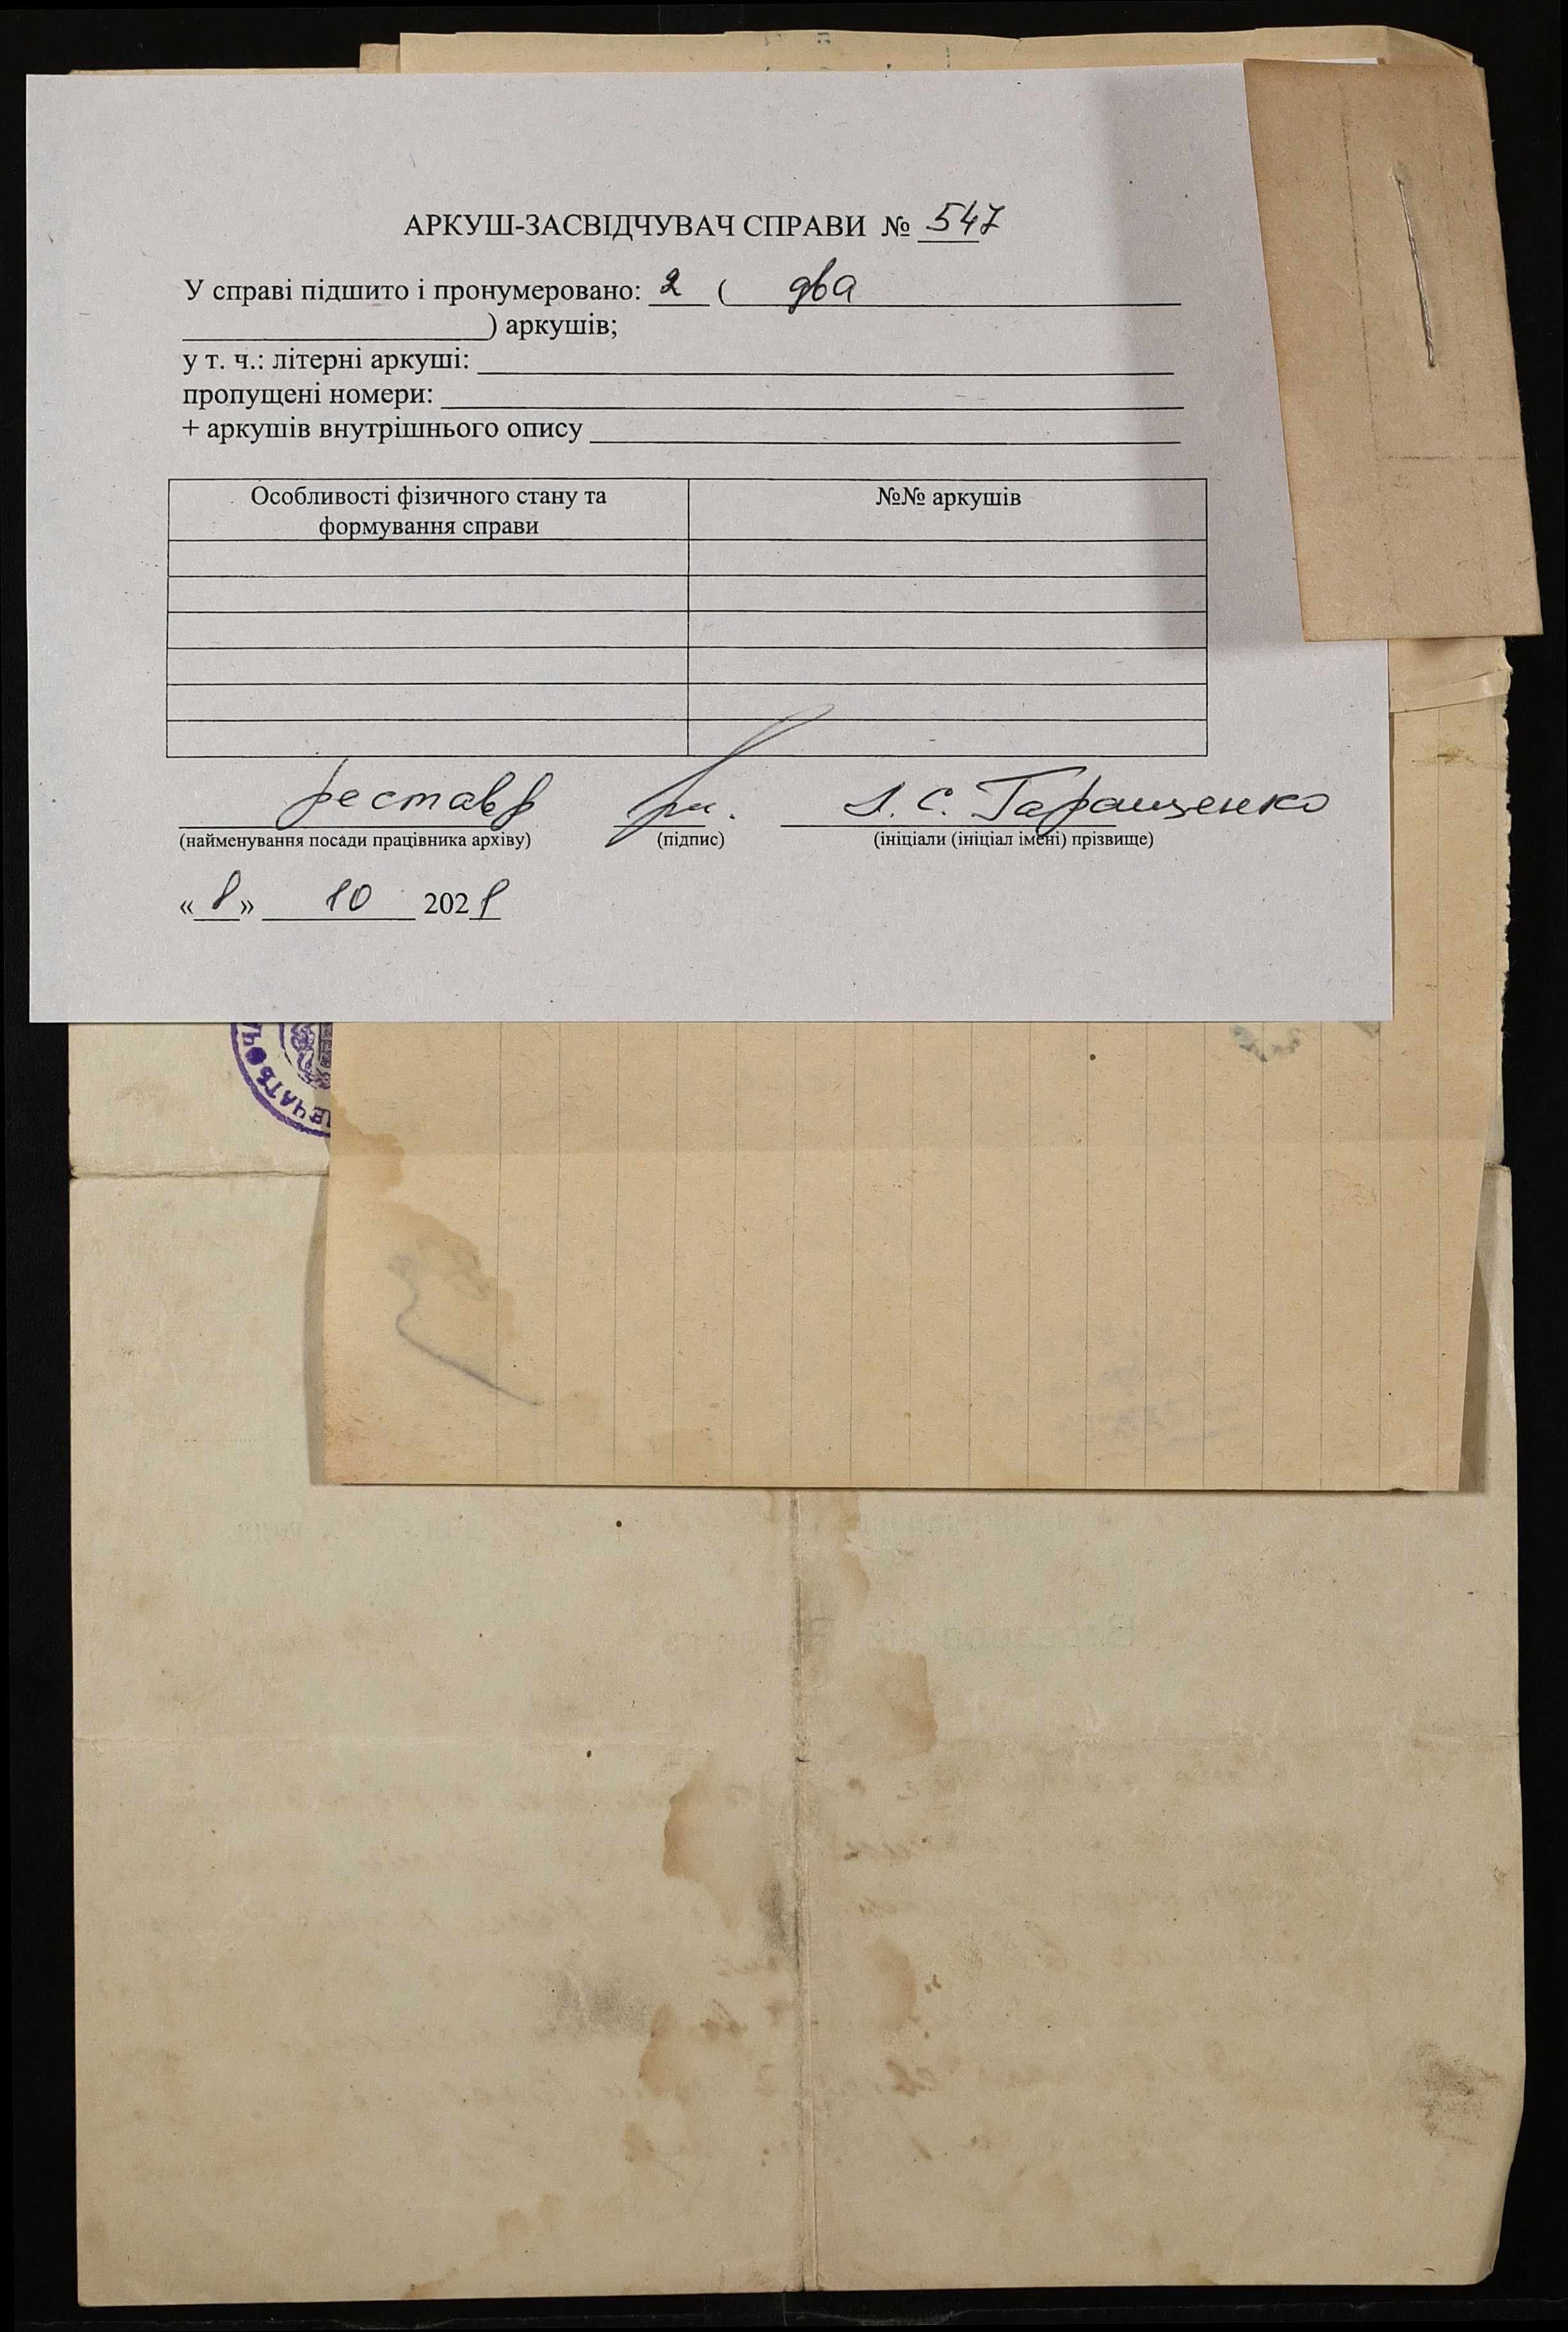 АРКУШ-ЗАСВІДЧУВАЧ СПРАВИ № 547
У справі підшито і пронумеровано: 2 ( два
) аркушів;
у т. ч.: літерні аркуші:
пропущені номери:
+ аркушів внутрішнього опису
Особливості фізичного стану та
формування справи
№№ аркушів
реставр Л. С. Таращенко
(найменування посади працівника архіву) (підпис) (ініціали (ініціал імені) прізвище)
«1» 10 2021